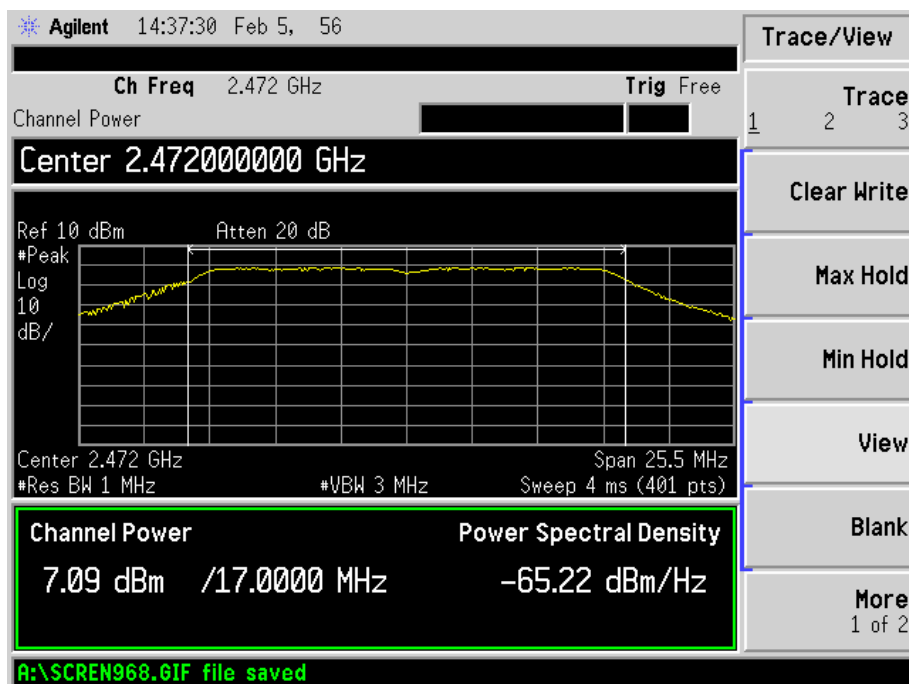 Agilent 14:37:30 Feb 5, 56
Ch Freq 2.472 GHz Trig Free
Channel Power
Center 2.472000000 GHz
Ref 10 dBm Atten 20 dB
#Peak
Log
10
dB/
Center 2.472 GHz Span 25.5 MHz
#Res BW 1 MHz #VBW 3 MHz Sweep 4 ms (401 pts)
Channel Power Power Spectral Density
7.09 dBm /17.0000 MHz -65.22 dBm/Hz
A:\SCREN968.GIF file saved
Trace/View
Trace
1 2 3
Clear Write
Max Hold
Min Hold
View
Blank
More
1 of 2